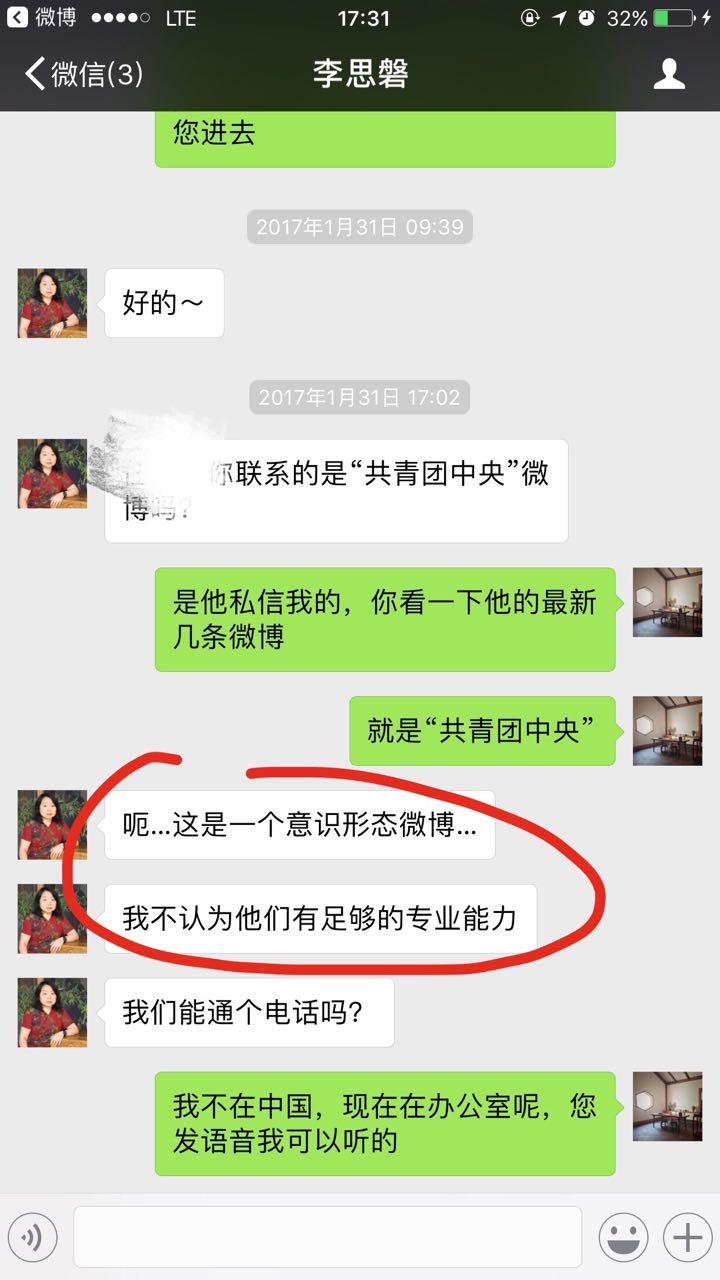 微博 LTE 17:31 32%
微信(3) 李思磐
您进去
2017年1月31日 09:39
好的～
2017年1月31日 17:02
你联系的是“共青团中央”微
博吗？
是他私信我的，你看一下他的最新
几条微博
就是“共青团中央”
呃...这是一个意识形态微博...
我不认为他们有足够的专业能力
我们能通个电话吗？
我不在中国，现在在办公室呢，您
发语音我可以听的